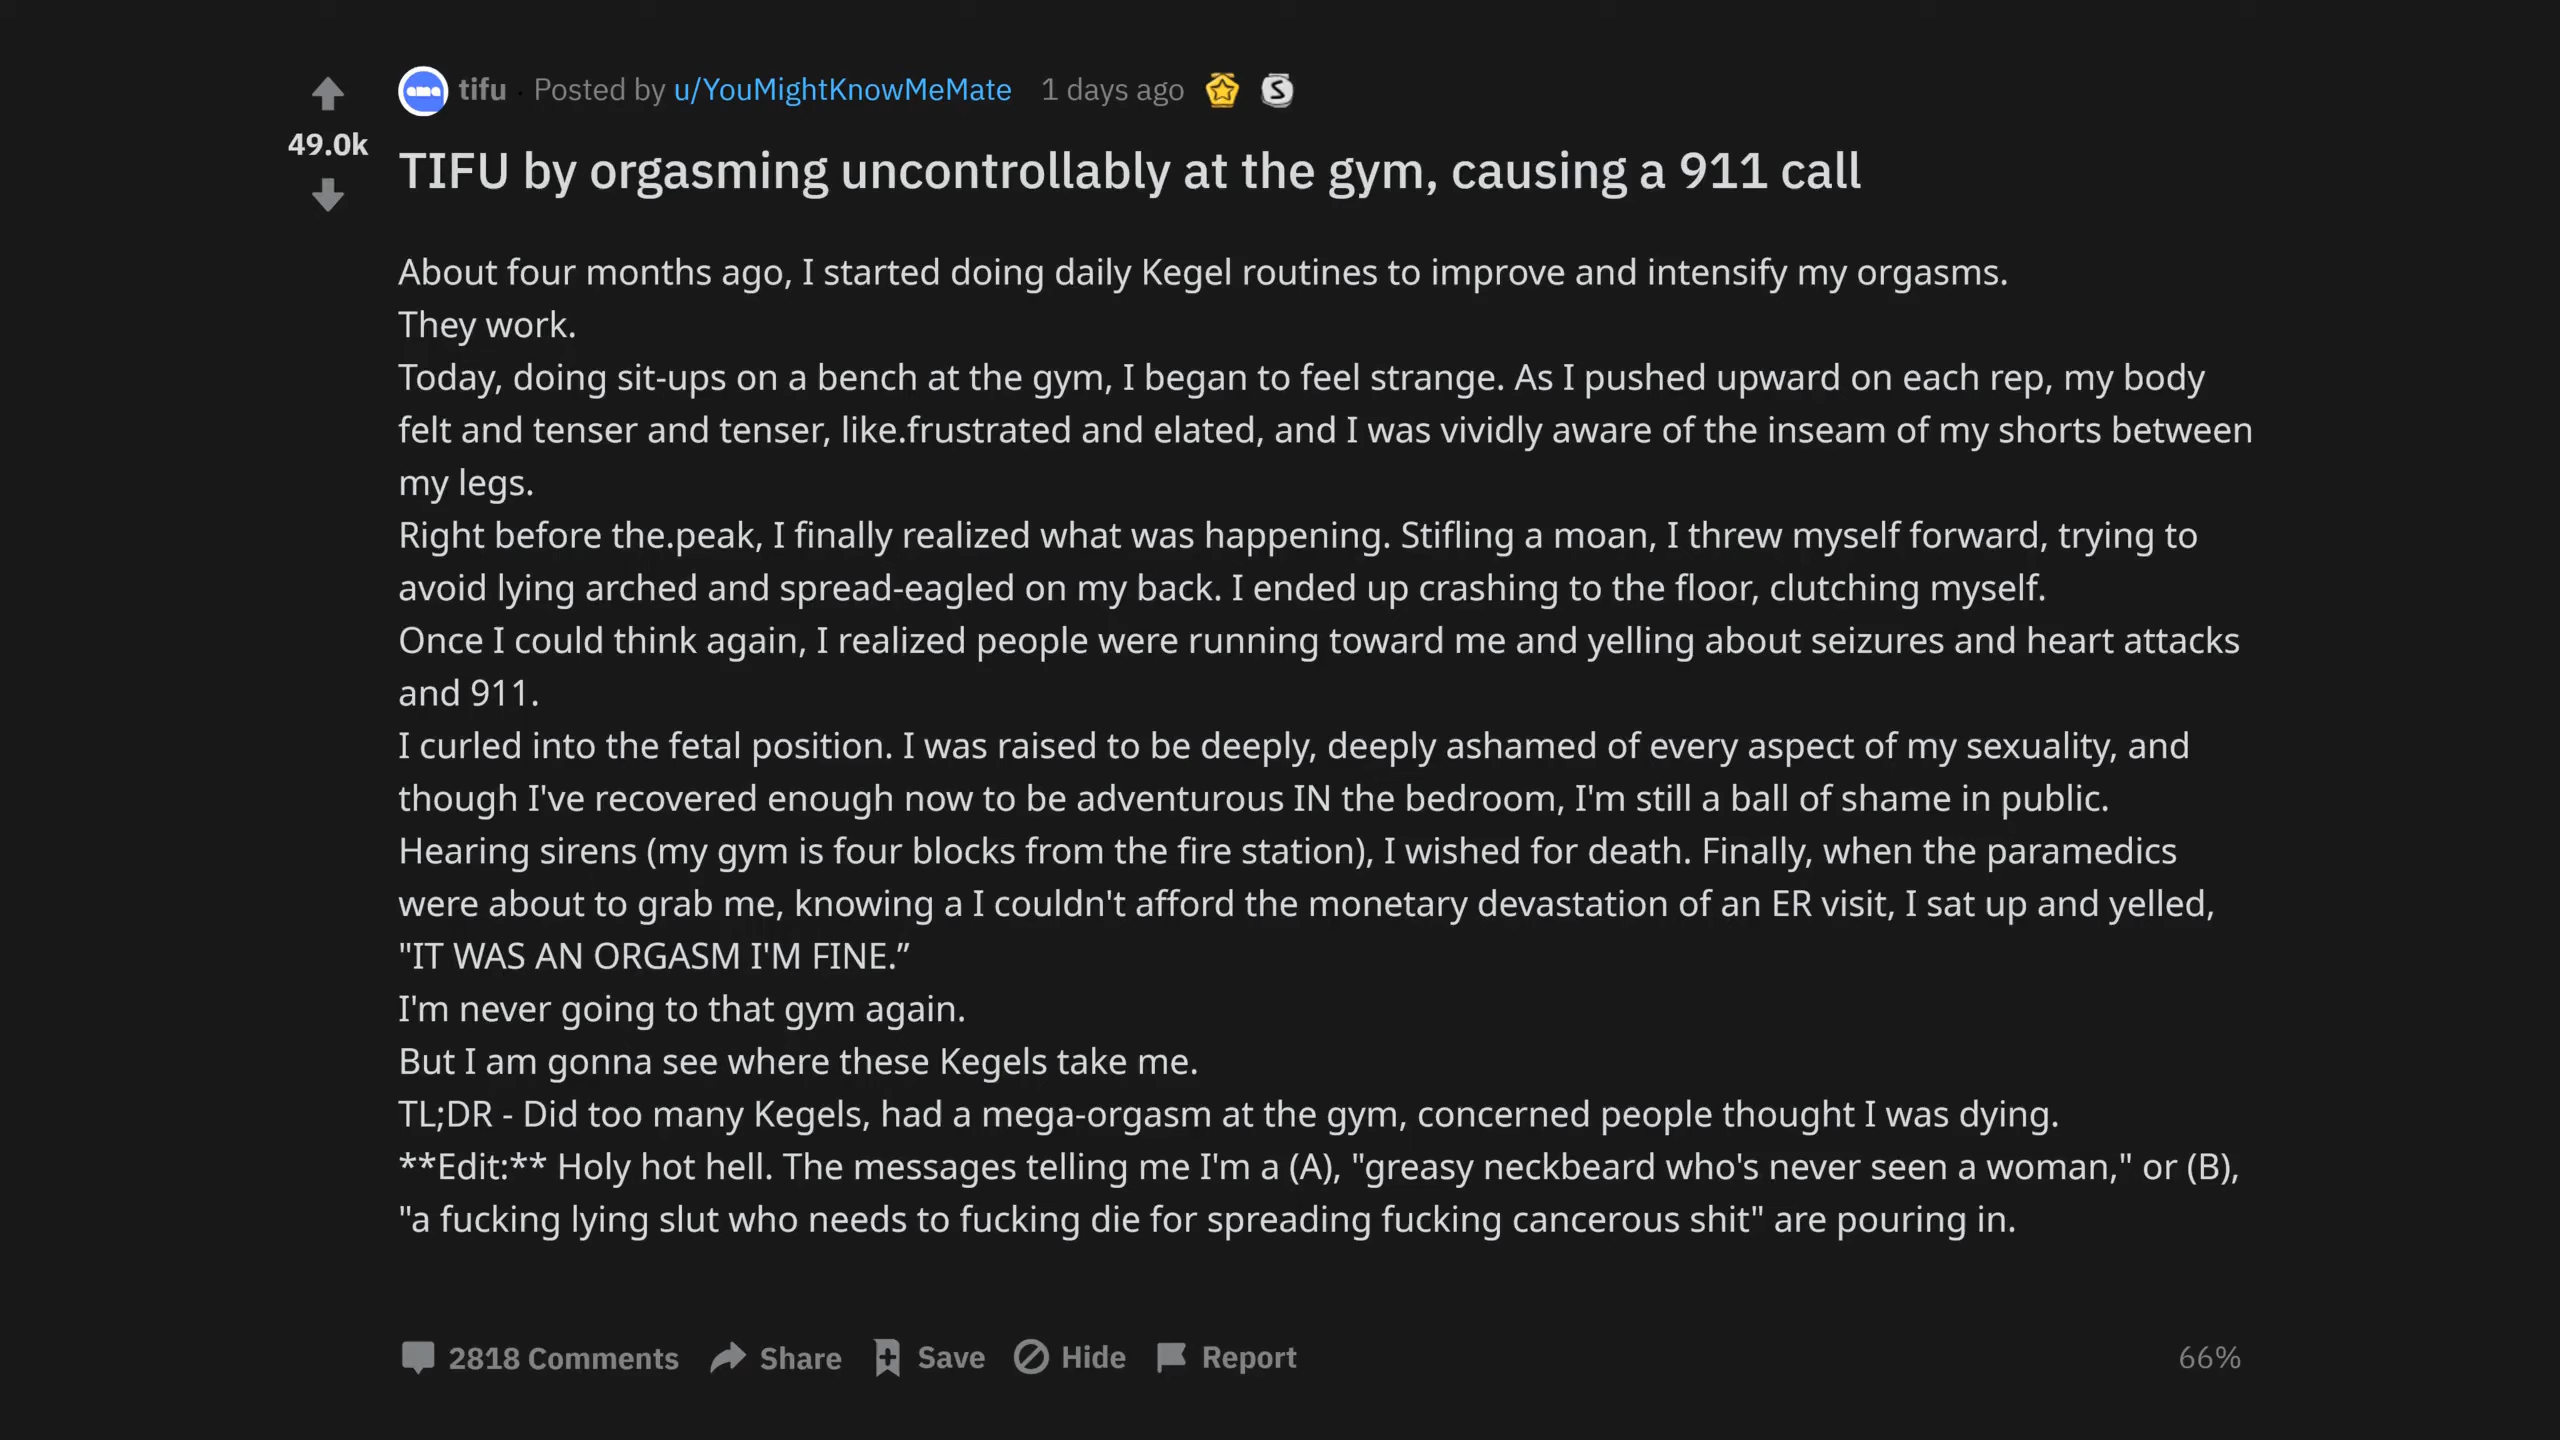 ama tifu · Posted by u/YouMightKnowMeMate 1 days ago S
49.0k
TIFU by orgasming uncontrollably at the gym, causing a 911 call
About four months ago, I started doing daily Kegel routines to improve and intensify my orgasms.
They work.
Today, doing sit-ups on a bench at the gym, I began to feel strange. As I pushed upward on each rep, my body
felt and tenser and tenser, like.frustrated and elated, and I was vividly aware of the inseam of my shorts between
my legs.
Right before the.peak, I finally realized what was happening. Stifling a moan, I threw myself forward, trying to
avoid lying arched and spread-eagled on my back. I ended up crashing to the floor, clutching myself.
Once I could think again, I realized people were running toward me and yelling about seizures and heart attacks
and 911.
I curled into the fetal position. I was raised to be deeply, deeply ashamed of every aspect of my sexuality, and
though I've recovered enough now to be adventurous IN the bedroom, I'm still a ball of shame in public.
Hearing sirens (my gym is four blocks from the fire station), I wished for death. Finally, when the paramedics
were about to grab me, knowing a I couldn't afford the monetary devastation of an ER visit, I sat up and yelled,
"IT WAS AN ORGASM I'M FINE.”
I'm never going to that gym again.
But I am gonna see where these Kegels take me.
TL;DR - Did too many Kegels, had a mega-orgasm at the gym, concerned people thought I was dying.
**Edit:** Holy hot hell. The messages telling me I'm a (A), "greasy neckbeard who's never seen a woman," or (B),
"a fucking lying slut who needs to fucking die for spreading fucking cancerous shit" are pouring in.
2818 Comments Share Save Hide Report 66%